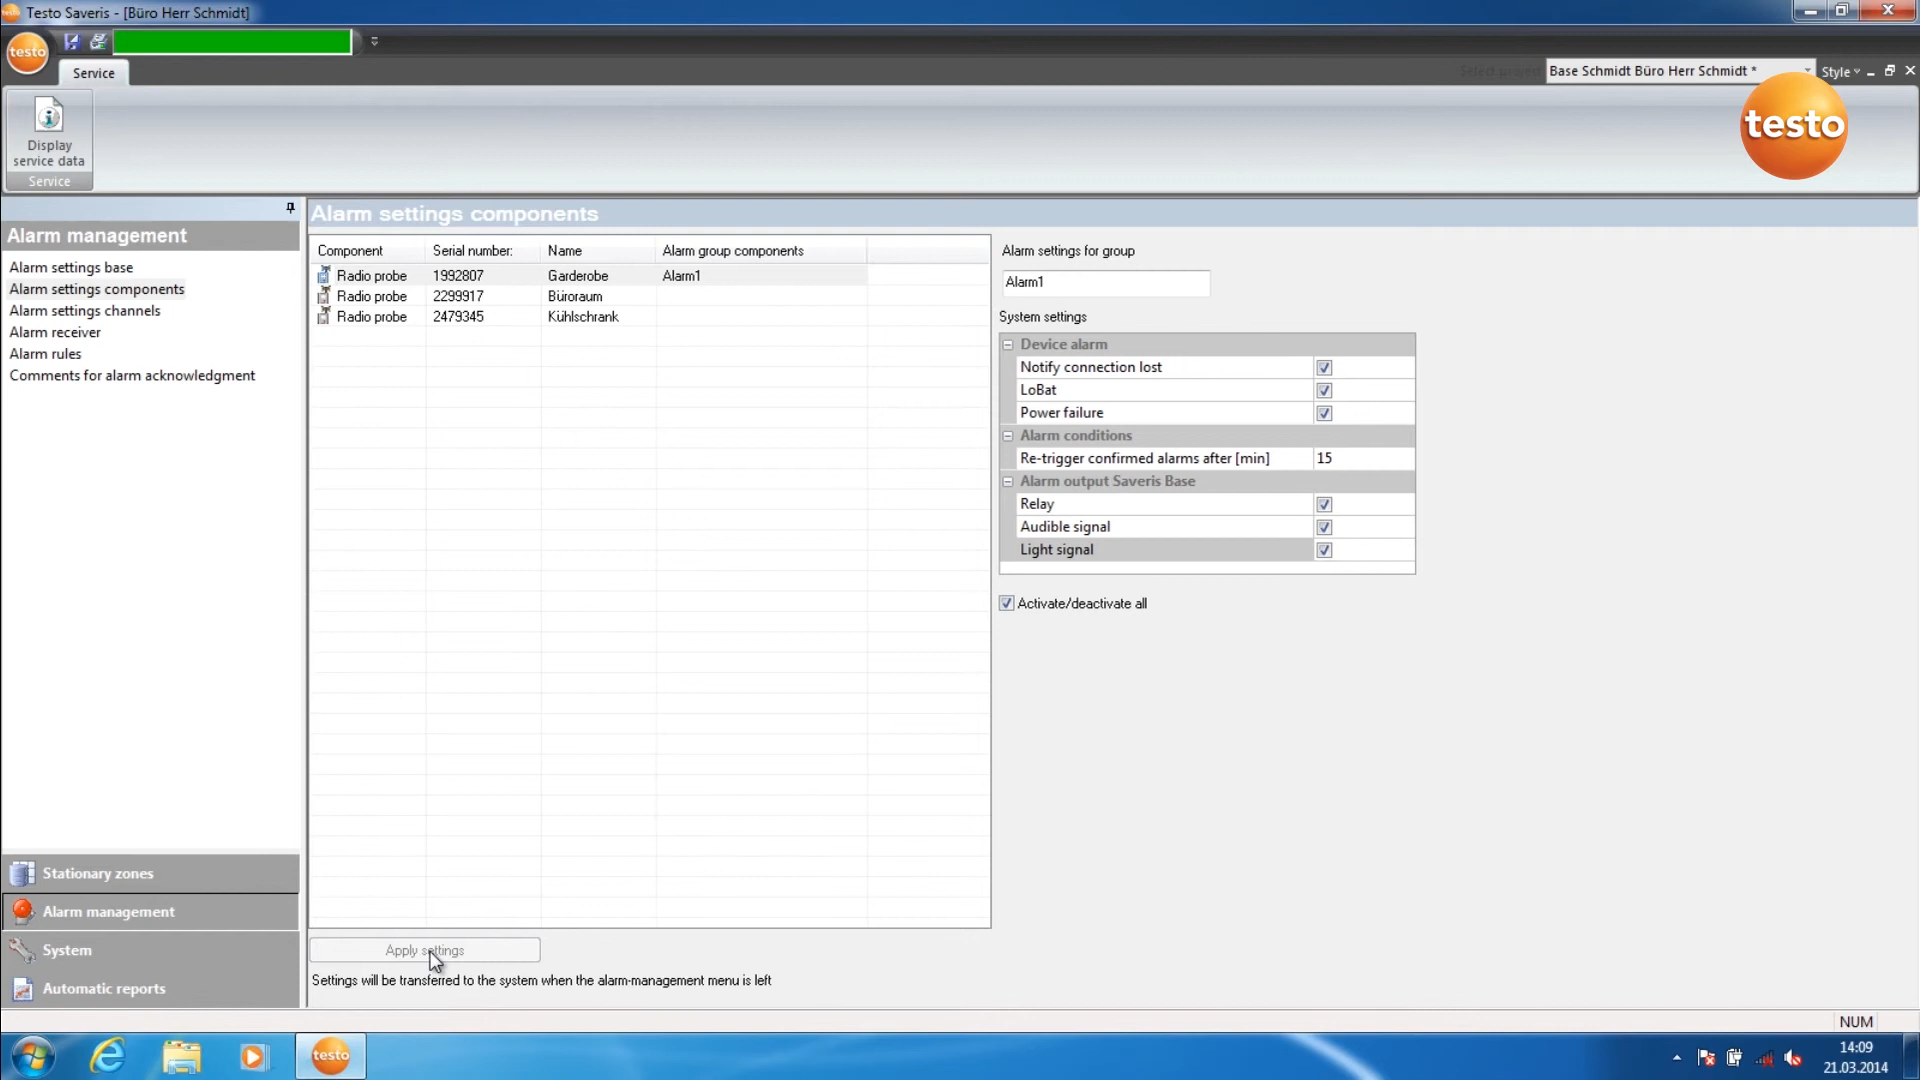 Testo Saveris - [Büro Herr Schmidt]
testo
Service
Select project
Base Schmidt Büro Herr Schmidt *
Style
Display
service data
Service
testo
Alarm management
Alarm settings base
Alarm settings components
Alarm settings channels
Alarm receiver
Alarm rules
Comments for alarm acknowledgment
Stationary zones
Alarm management
System
Automatic reports
Alarm settings components
Component Serial number: Name Alarm group components
Radio probe 1992807 Garderobe Alarm1
Radio probe 2299917 Büroraum
Radio probe 2479345 Kühlschrank
Apply settings
Settings will be transferred to the system when the alarm-management menu is left
Alarm settings for group
Alarm1
System settings
Device alarm
Notify connection lost
LoBat
Power failure
Alarm conditions
Re-trigger confirmed alarms after [min] 15
Alarm output Saveris Base
Relay
Audible signal
Light signal
Activate/deactivate all
NUM
testo
14:09
21.03.2014